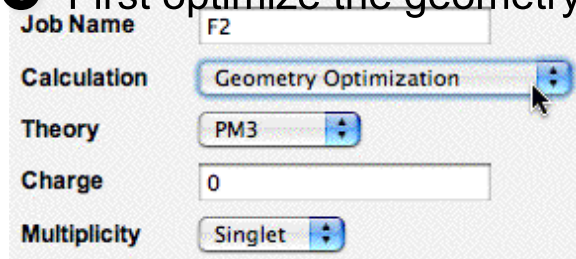 First optimize the geometry
Job Name F2
Calculation Geometry Optimization
Theory PM3
Charge 0
Multiplicity Singlet